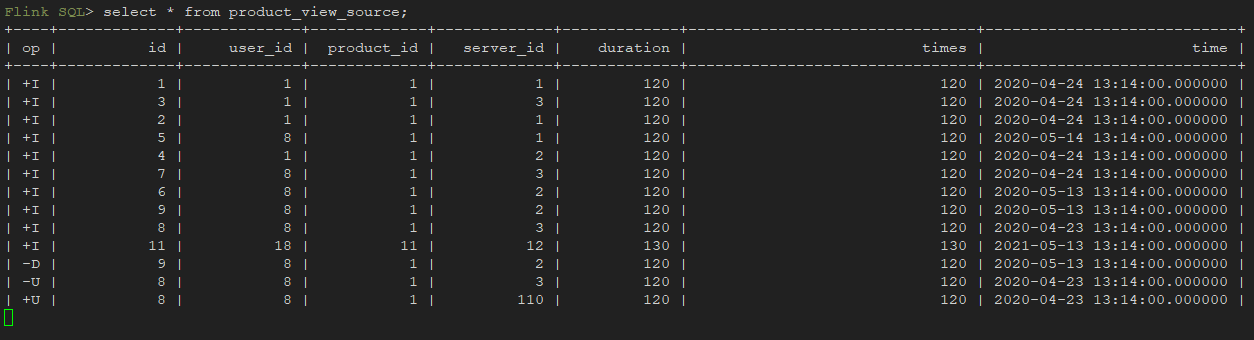 Flink SQL> select * from product_view_source;
+----+-------------+-------------+-------------+-------------+-------------+--------------------------------+----------------------------+
| op |          id |     user_id |  product_id |   server_id |    duration |                          times |                       time |
+----+-------------+-------------+-------------+-------------+-------------+--------------------------------+----------------------------+
| +I |           1 |           1 |           1 |           1 |         120 |                            120 | 2020-04-24 13:14:00.000000 |
| +I |           3 |           1 |           1 |           3 |         120 |                            120 | 2020-04-24 13:14:00.000000 |
| +I |           2 |           1 |           1 |           1 |         120 |                            120 | 2020-04-24 13:14:00.000000 |
| +I |           5 |           8 |           1 |           1 |         120 |                            120 | 2020-05-14 13:14:00.000000 |
| +I |           4 |           1 |           1 |           2 |         120 |                            120 | 2020-04-24 13:14:00.000000 |
| +I |           7 |           8 |           1 |           3 |         120 |                            120 | 2020-04-24 13:14:00.000000 |
| +I |           6 |           8 |           1 |           2 |         120 |                            120 | 2020-05-13 13:14:00.000000 |
| +I |           9 |           8 |           1 |           2 |         120 |                            120 | 2020-05-13 13:14:00.000000 |
| +I |           8 |           8 |           1 |           3 |         120 |                            120 | 2020-04-23 13:14:00.000000 |
| +I |          11 |          18 |          11 |          12 |         130 |                            130 | 2021-05-13 13:14:00.000000 |
| -D |           9 |           8 |           1 |           2 |         120 |                            120 | 2020-05-13 13:14:00.000000 |
| -U |           8 |           8 |           1 |           3 |         120 |                            120 | 2020-04-23 13:14:00.000000 |
| +U |           8 |           8 |           1 |         110 |         120 |                            120 | 2020-04-23 13:14:00.000000 |